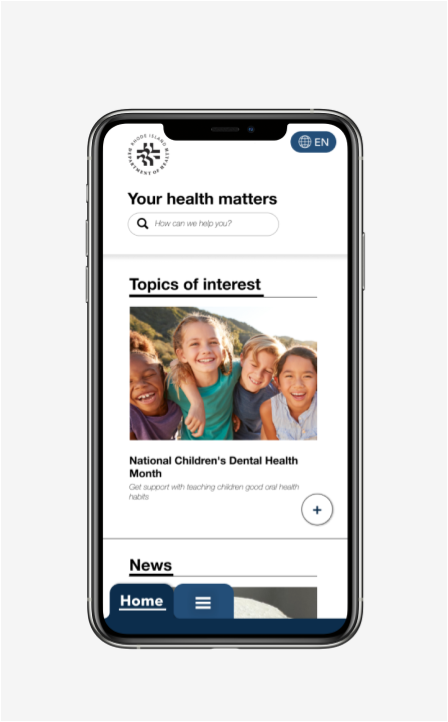 RHODE ISLAND
DEPARTMENT OF HEALTH
EN
Your health matters
How can we help you?
Topics of interest
National Children's Dental Health
Month
Get support with teaching children good oral health
habits
+
News
Home